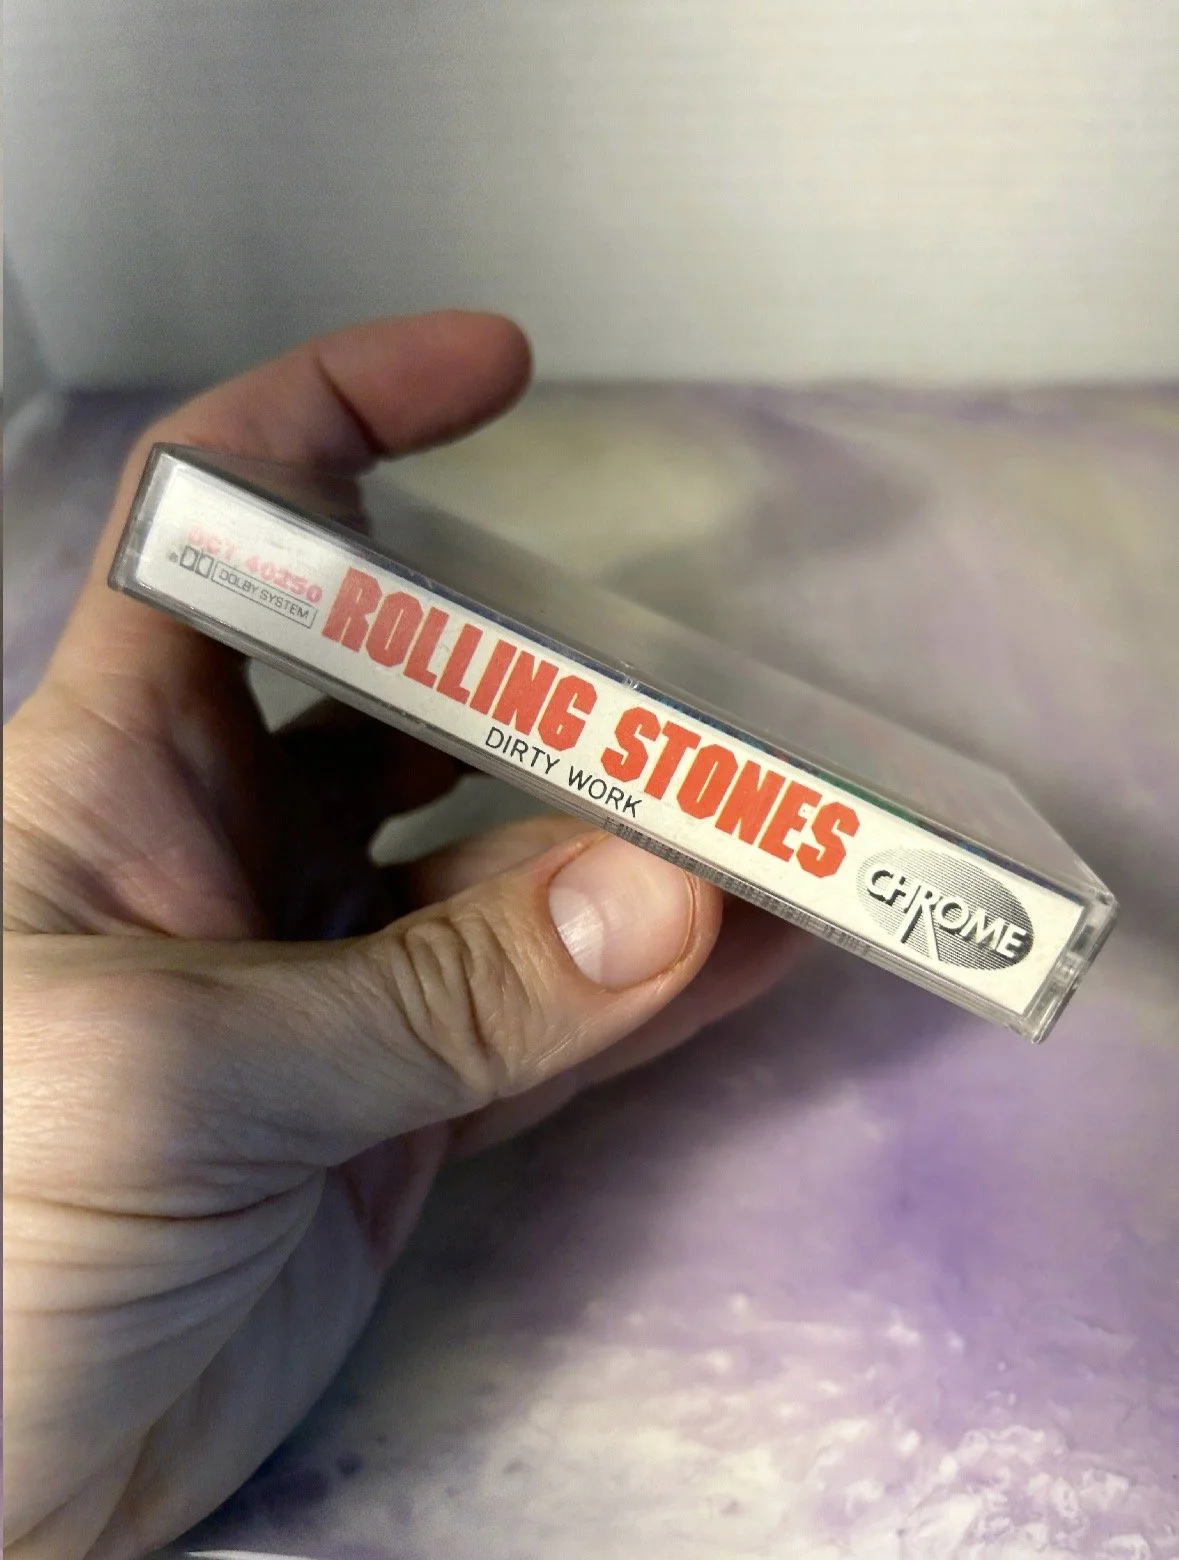 OCT 40250
DOLBY SYSTEM
ROLLING STONES
DIRTY WORK
CHROME